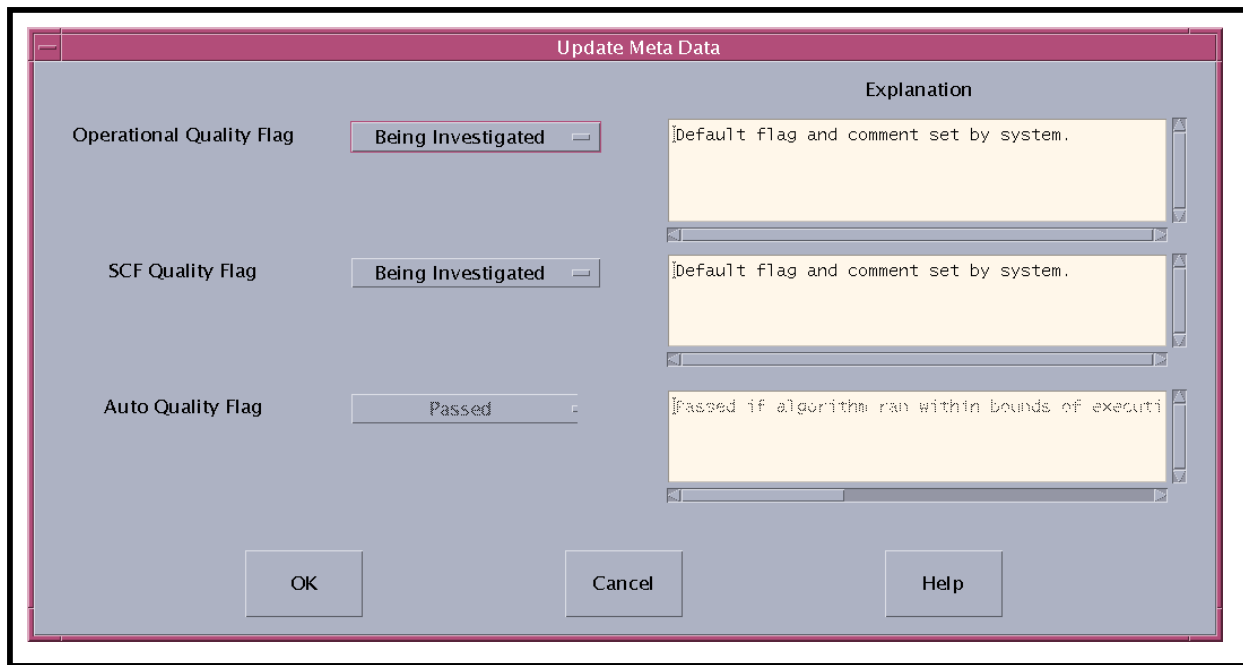 Update Meta Data
Explanation
Operational Quality Flag
Being Investigated
Default flag and comment set by system.
SCF Quality Flag
Being Investigated
Default flag and comment set by system.
Auto Quality Flag
Passed
Passed if algorithm ran within bounds of executi
OK
Cancel
Help